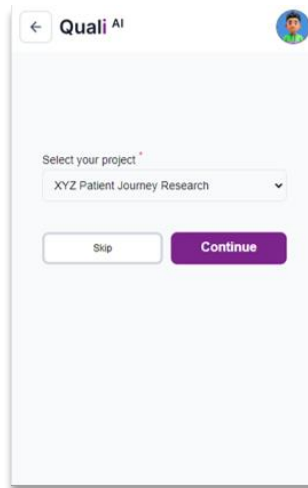 Quali AI
Select your project *
XYZ Patient Journey Research
Skip
Continue